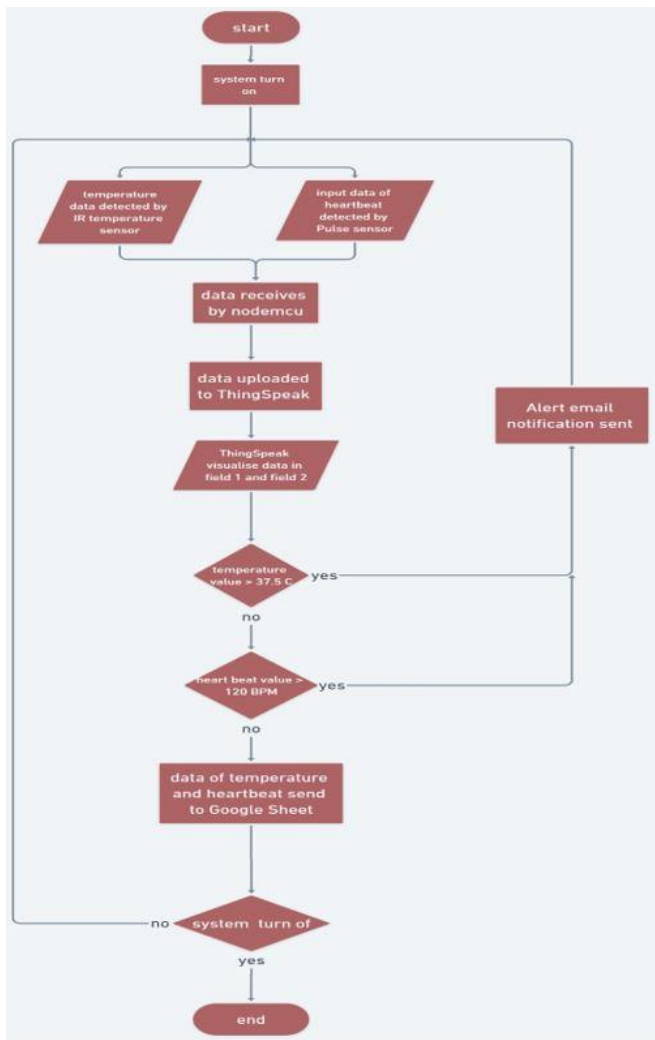 start
system turn
on
temperature
data detected by
IR temperature
sensor
input data of
heartbeat
detected by
Pulse sensor
data receives
by nodemcu
data uploaded
to ThingSpeak
Alert email
notification sent
ThingSpeak
visualise data in
field 1 and field 2
temperature
value > 37.5 C
yes
no
heart beat value >
120 BPM
yes
no
data of temperature
and heartbeat send
to Google Sheet
no
system turn of
yes
end